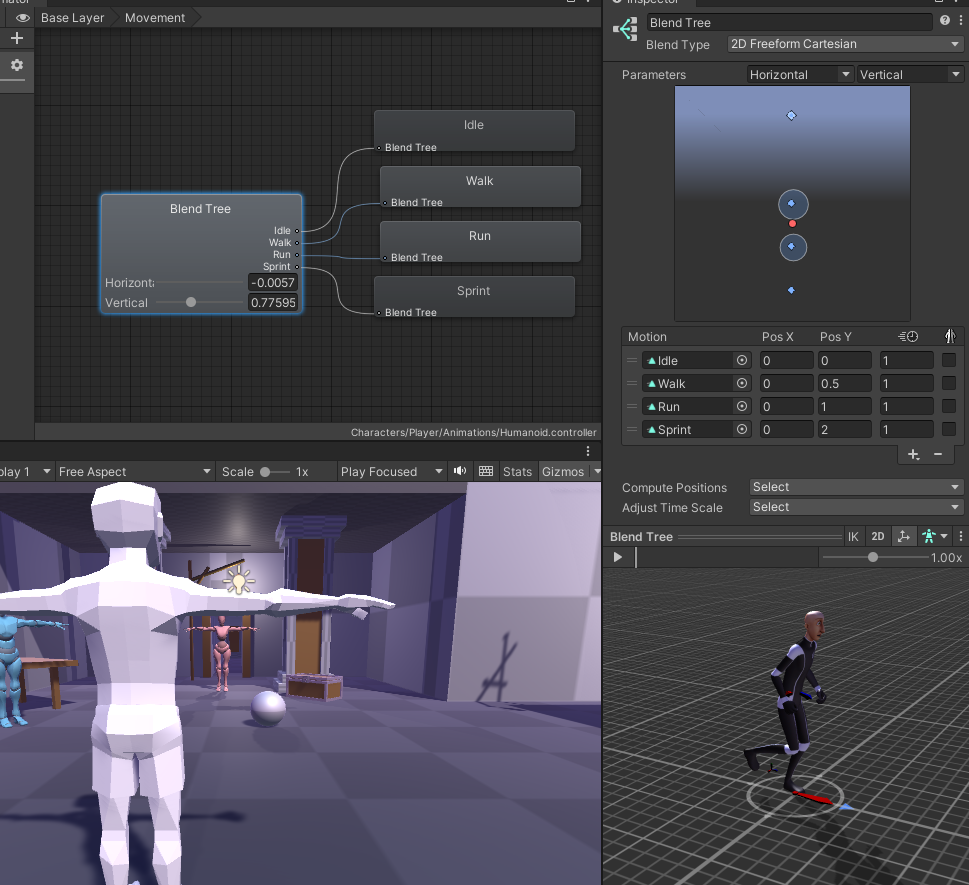 Base Layer
Movement
Idle
Blend Tree
Walk
Blend Tree
Run
Blend Tree
Sprint
Blend Tree
Blend Tree
Idle
Walk
Run
Sprint
Horizont
-0.0057
Vertical
0.77595
Characters/Player/Animations/Humanoid.controller
Inspector
Blend Tree
Blend Type
2D Freeform Cartesian
Parameters
Horizontal
Vertical
Motion Pos X Pos Y
Idle 0 0 1
Walk 0 0.5 1
Run 0 1 1
Sprint 0 2 1
Compute Positions
Select
Adjust Time Scale
Select
play 1 Free Aspect Scale 1x Play Focused Stats Gizmos
Blend Tree IK 2D
1.00x